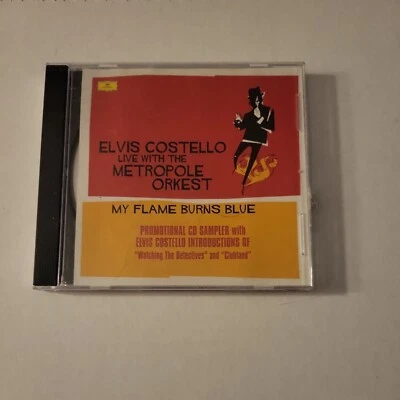 ELVIS COSTELLO
LIVE WITH THE
METROPOLE
ORKEST
MY FLAME BURNS BLUE
PROMOTIONAL CD SAMPLER with
ELVIS COSTELLO INTRODUCTIONS OF
"Watching The Detectives" and "Clubland"